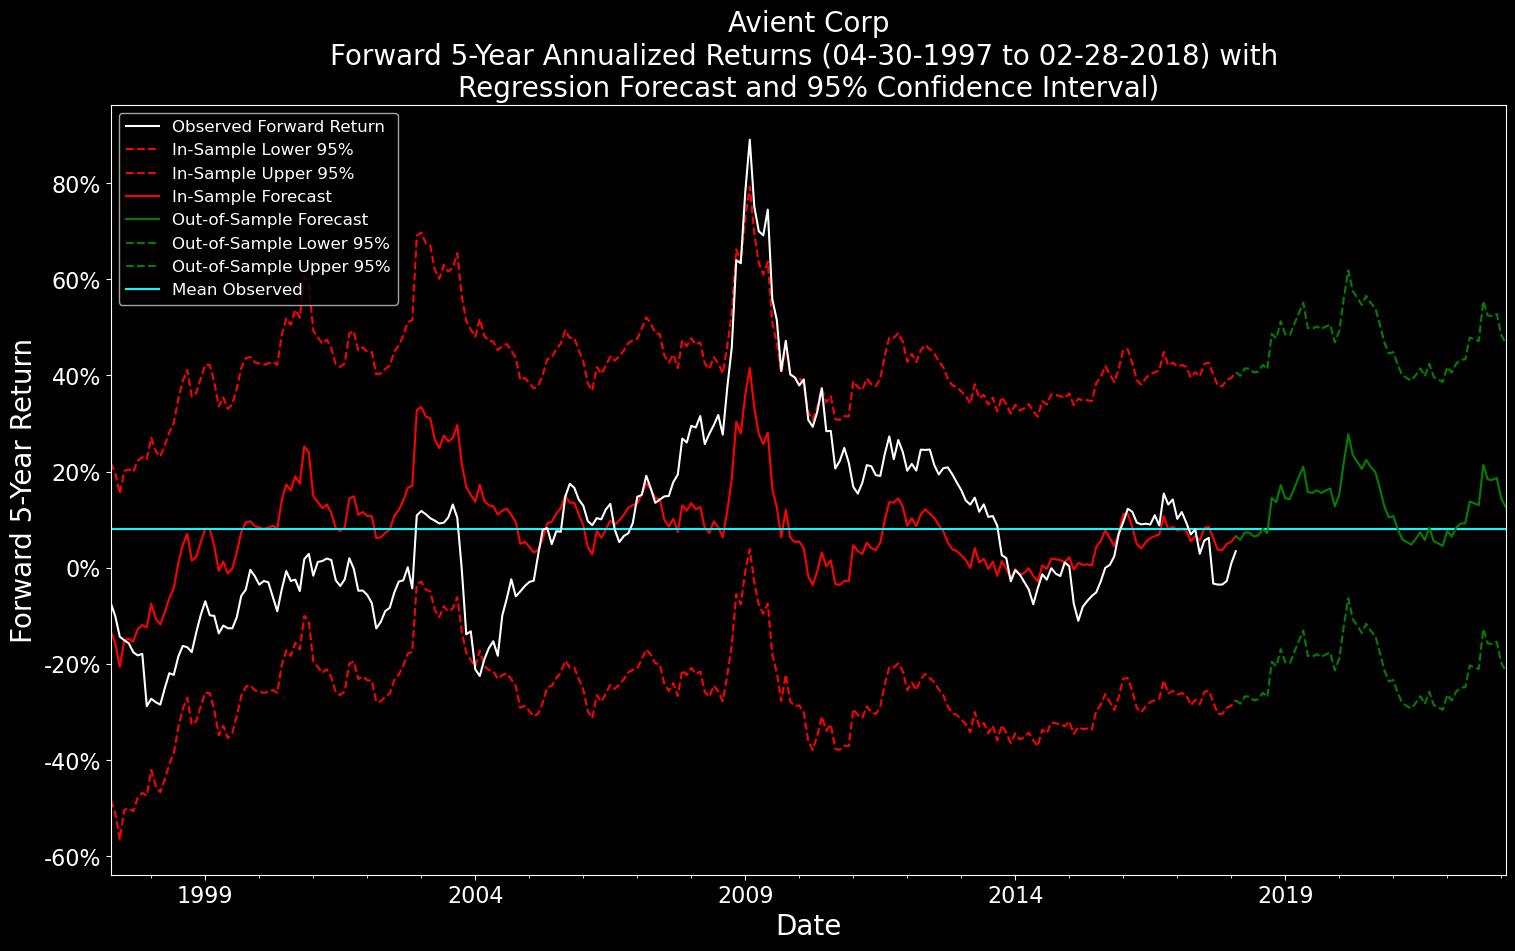 Avient Corp
Forward 5-Year Annualized Returns (04-30-1997 to 02-28-2018) with
Regression Forecast and 95% Confidence Interval)
Observed Forward Return
In-Sample Lower 95%
In-Sample Upper 95%
In-Sample Forecast
Out-of-Sample Forecast
Out-of-Sample Lower 95%
Out-of-Sample Upper 95%
Mean Observed
Forward 5-Year Return
80%
60%
40%
20%
0%
-20%
-40%
-60%
1999
2004
2009
2014
2019
Date